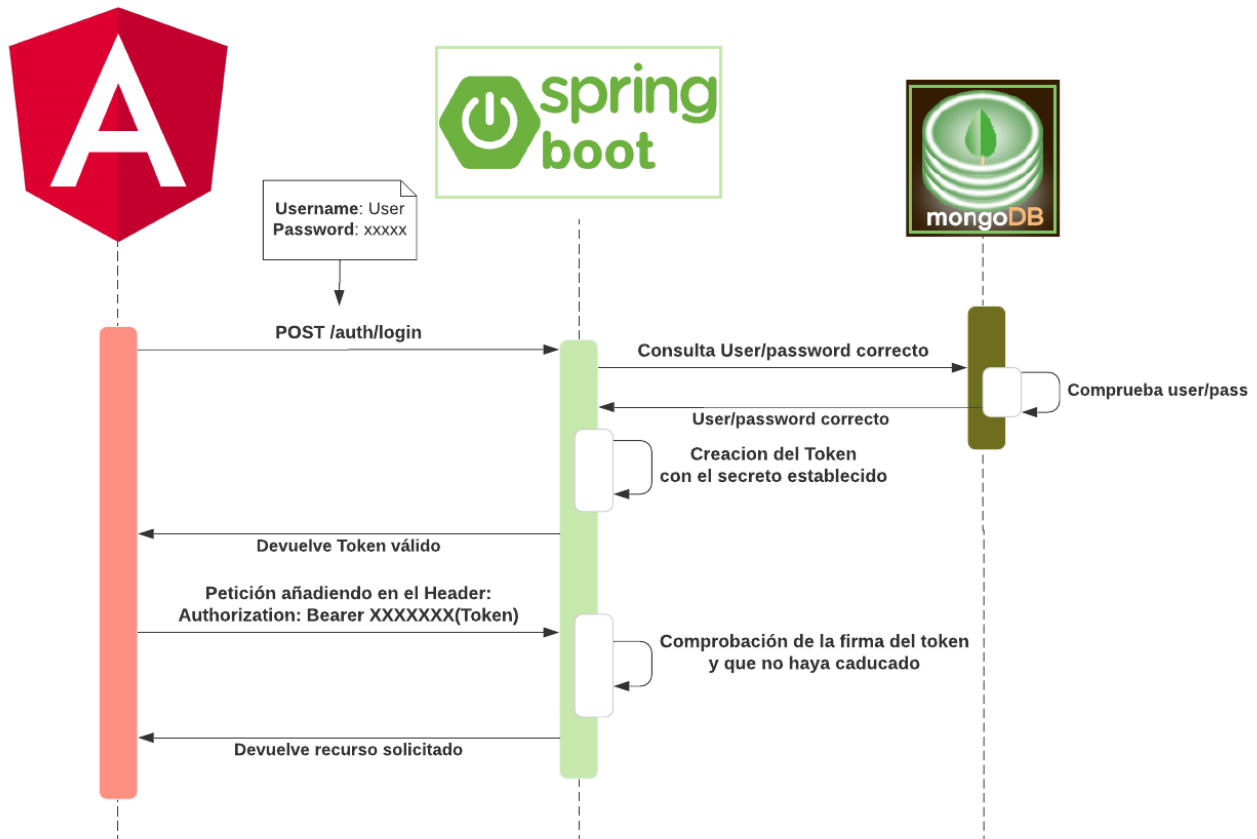 A
spring
boot
mongoDB
Username: User
Password: xxxxx
POST /auth/login
Consulta User/password correcto
Comprueba user/pass
User/password correcto
Creacion del Token
con el secreto establecido
Devuelve Token válido
Petición añadiendo en el Header:
Authorization: Bearer XXXXXXX(Token)
Comprobación de la firma del token
y que no haya caducado
Devuelve recurso solicitado